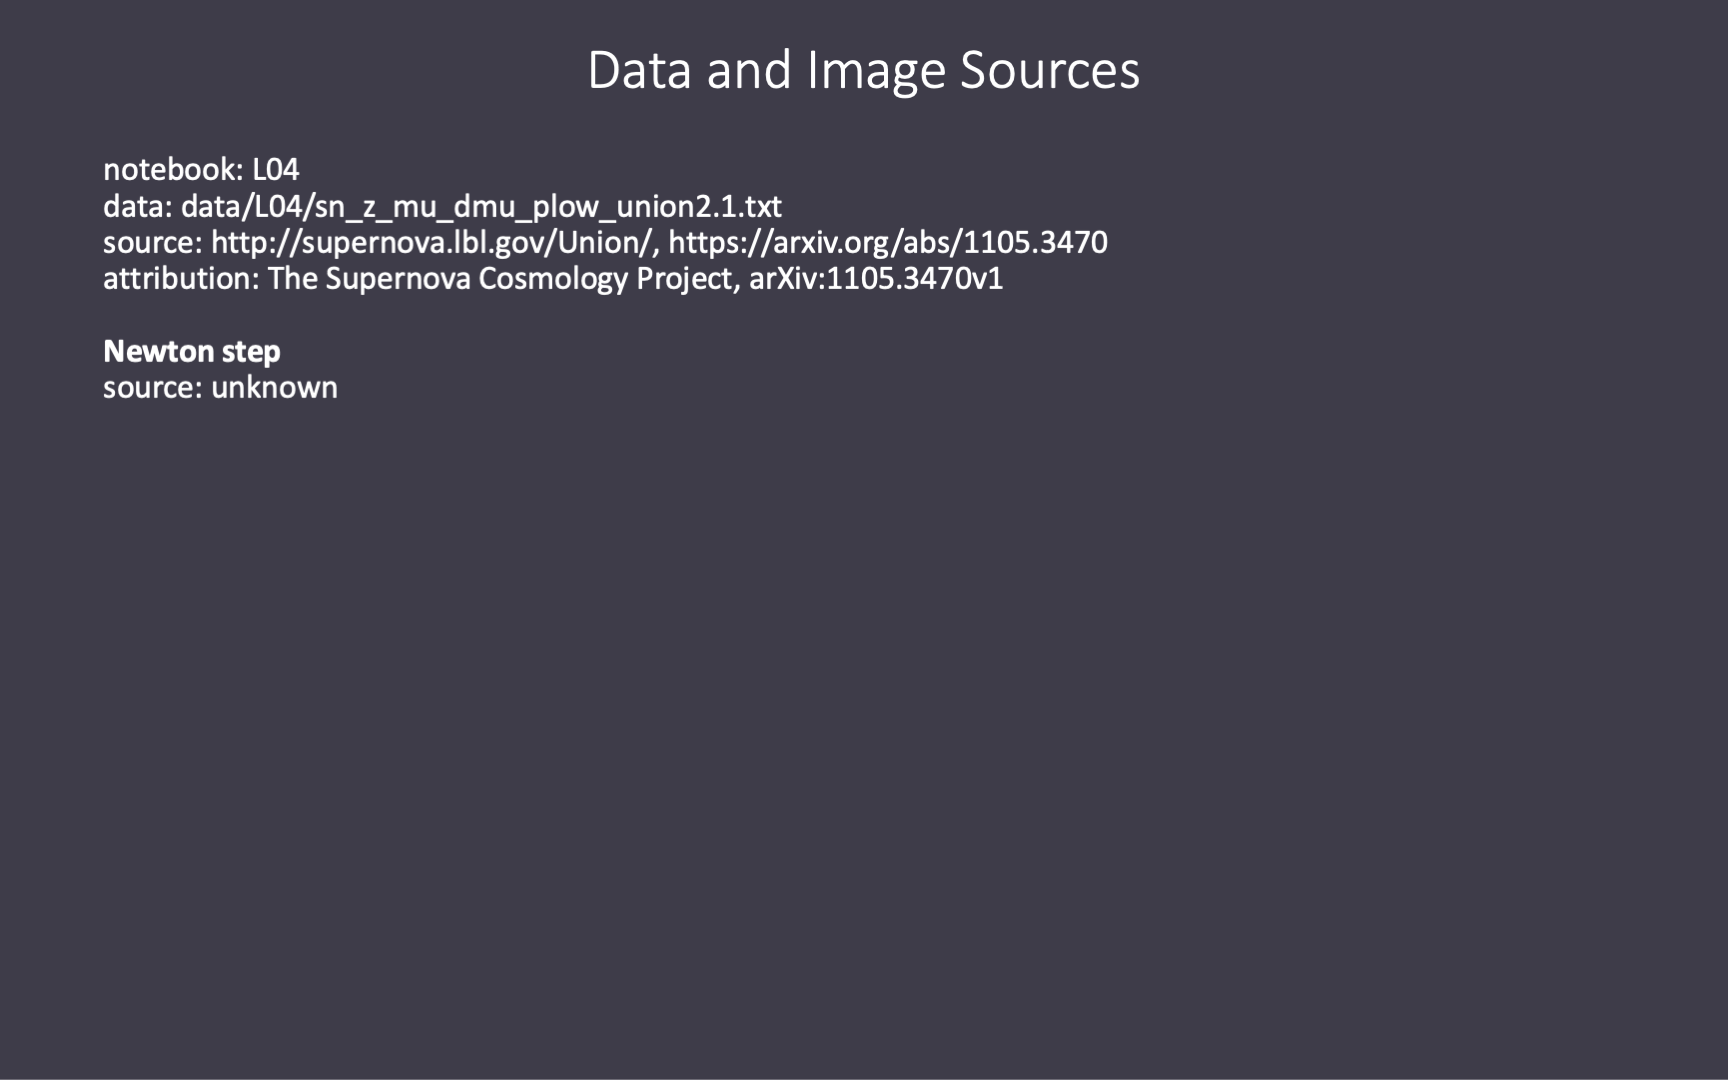 Data and Image Sources
notebook: L04
data: data/L04/sn_z_mu_dmu_plow_union2.1.txt
source: http://supernova.lbl.gov/Union/, https://arxiv.org/abs/1105.3470
attribution: The Supernova Cosmology Project, arXiv:1105.3470v1
Newton step
source: unknown